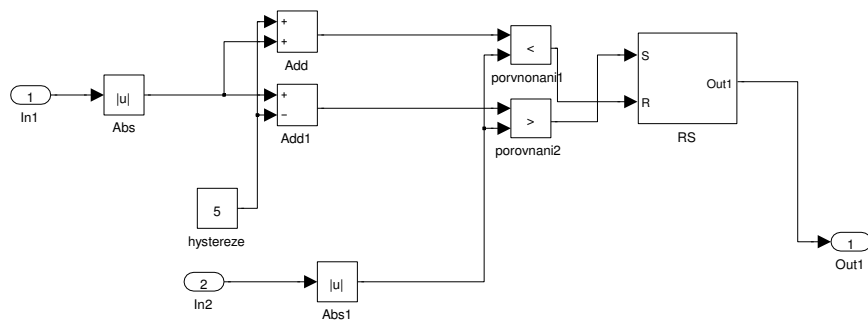 +
+
Add
<
porvnonani1
S
R
Out1
RS
1
In1
|u|
Abs
+
−
Add1
>
porovnani2
5
hystereze
2
In2
|u|
Abs1
1
Out1